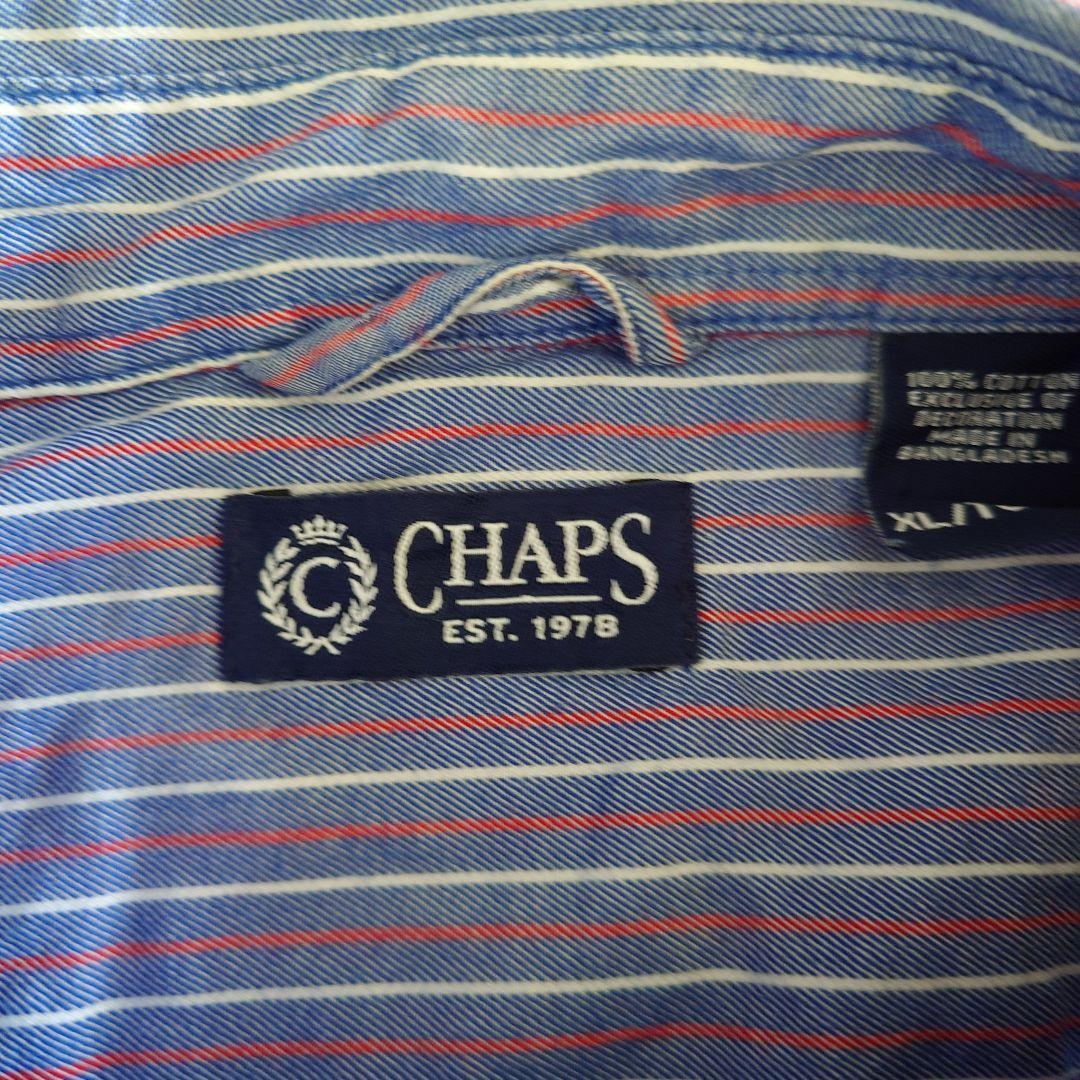 C
CHAPS
EST. 1978
100% COTTON
EXCLUSIVE OF
DECORATION
MADE IN
BANGLADESH